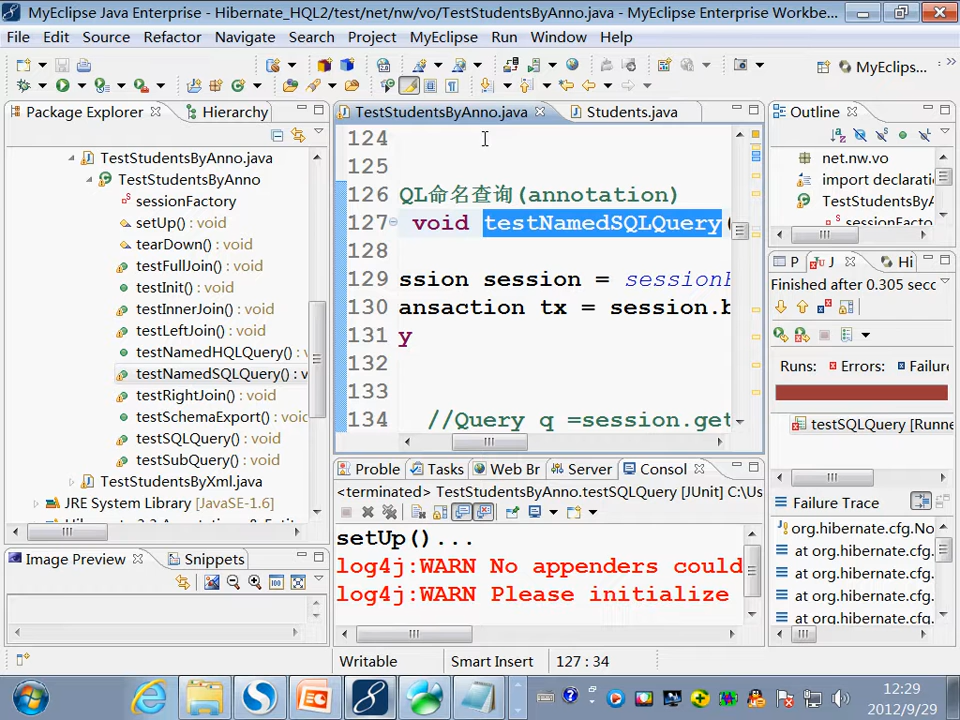 MyEclipse Java Enterprise - Hibernate_HQL2/test/net/nw/vo/TestStudentsByAnno.java - MyEclipse Enterprise Workbe...
File Edit Source Refactor Navigate Search Project MyEclipse Run Window Help
MyEclips...
Package Explorer Hierarchy
TestStudentsByAnno.java
TestStudentsByAnno
sessionFactory
setUp() : void
tearDown() : void
testFullJoin() : void
testInit() : void
testInnerJoin() : void
testLeftJoin() : void
testNamedHQLQuery() : v
testNamedSQLQuery() : v
testRightJoin() : void
testSchemaExport() : void
testSQLQuery() : void
testSubQuery() : void
TestStudentsByXml.java
JRE System Library [JavaSE-1.6]
Image Preview Snippets
TestStudentsByAnno.java Students.java
124
125
126 QL命名查询(annotation)
127 void testNamedSQLQuery(
128
129 ssion session = sessionF
130 ansaction tx = session.b
131 y
132
133
134 //Query q =session.get
Proble Tasks Web Br Server Consol
<terminated> TestStudentsByAnno.testSQLQuery [JUnit] C:\Us
setUp()...
log4j:WARN No appenders could
log4j:WARN Please initialize
Outline
net.nw.vo
import declarati
TestStudentsByA
sessionFactory
P J Hi
Finished after 0.305 secc
Runs: Errors: Failure
testSQLQuery [Runne
Failure Trace
org.hibernate.cfg.No
at org.hibernate.cfg.
at org.hibernate.cfg.
at org.hibernate.cfg.
at org.hibernate.cfg.
Writable Smart Insert 127 : 34
12:29
2012/9/29